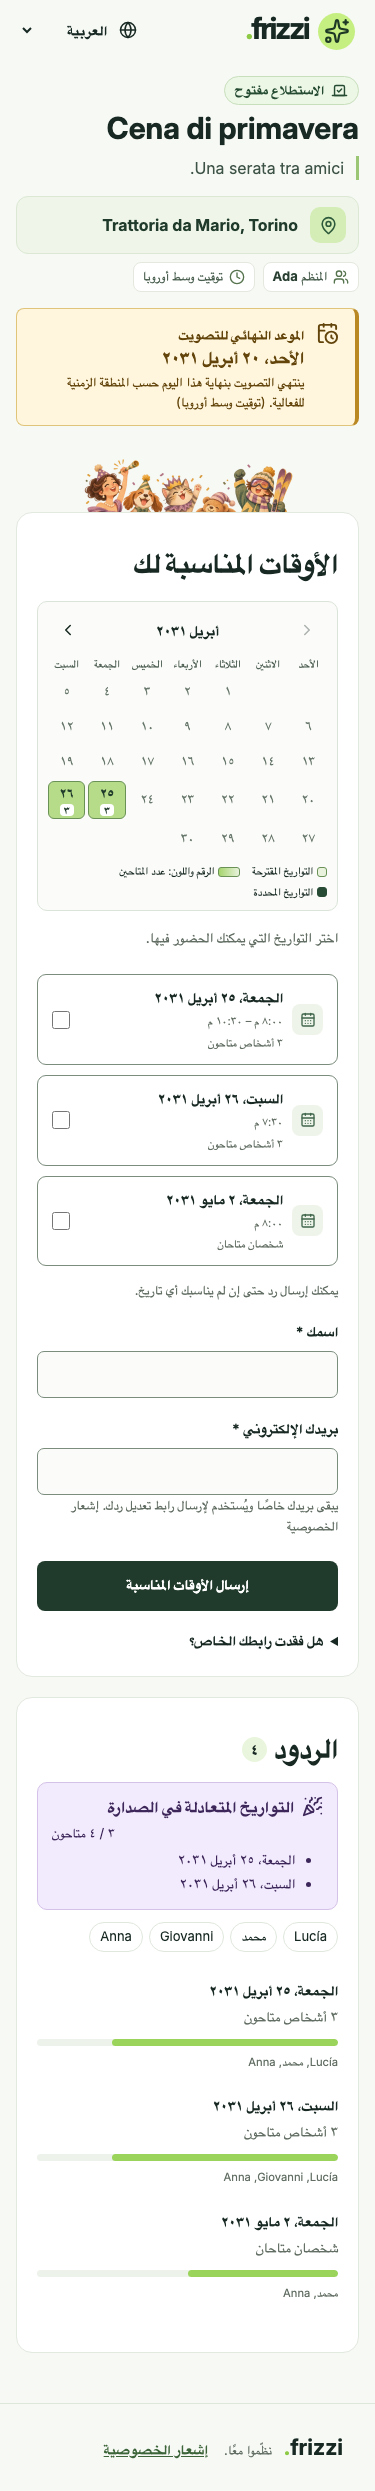 frizzi.
العربية
الاستطلاع مفتوح
Cena di primavera
Una serata tra amici.
Trattoria da Mario, Torino
المنظم Ada
توقيت وسط أوروبا
الموعد النهائي للتصويت
الأحد، ٢٠ أبريل ٢٠٣١
ينتهي التصويت بنهاية هذا اليوم حسب المنطقة الزمنية
للفعالية. (توقيت وسط أوروبا)
الأوقات المناسبة لك
أبريل ٢٠٣١
الأحد الاثنين الثلاثاء الأربعاء الخميس الجمعة السبت
١ ٢ ٣ ٤ ٥
٦ ٧ ٨ ٩ ١٠ ١١ ١٢
١٣ ١٤ ١٥ ١٦ ١٧ ١٨ ١٩
٢٠ ٢١ ٢٢ ٢٣ ٢٤ ٢٥ ٢٦
٣ ٣
٢٧ ٢٨ ٢٩ ٣٠
التواريخ المقترحة الرقم واللون: عدد المتاحين
التواريخ المحددة
اختر التواريخ التي يمكنك الحضور فيها.
الجمعة، ٢٥ أبريل ٢٠٣١
٨:٠٠ م – ١٠:٣٠ م
٣ أشخاص متاحون
السبت، ٢٦ أبريل ٢٠٣١
٧:٣٠ م
٣ أشخاص متاحون
الجمعة، ٢ مايو ٢٠٣١
٨:٠٠ م
شخصان متاحان
يمكنك إرسال رد حتى إن لم يناسبك أي تاريخ.
اسمك *
بريدك الإلكتروني *
يبقى بريدك خاصًا ويُستخدم لإرسال رابط تعديل ردك. إشعار
الخصوصية
إرسال الأوقات المناسبة
هل فقدت رابطك الخاص؟
الردود ٤
التواريخ المتعادلة في الصدارة
٣ / ٤ متاحون
الجمعة، ٢٥ أبريل ٢٠٣١
السبت، ٢٦ أبريل ٢٠٣١
Lucía محمد Giovanni Anna
الجمعة، ٢٥ أبريل ٢٠٣١
٣ أشخاص متاحون
Lucía, محمد, Anna
السبت، ٢٦ أبريل ٢٠٣١
٣ أشخاص متاحون
Lucía, Giovanni, Anna
الجمعة، ٢ مايو ٢٠٣١
شخصان متاحان
محمد, Anna
frizzi. نظّموا معًا. إشعار الخصوصية